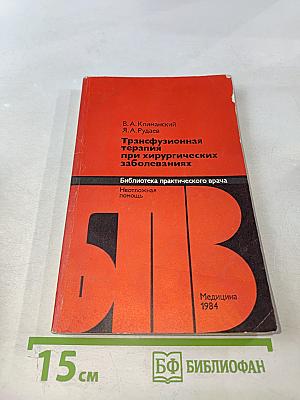 В. А. Климанский
Я. А. Рудаев
Трансфузионная
терапия
при хирургических
заболеваниях
Библиотека практического врача
Неотложная
помощь
БПВ
Медицина
1984
15 см
БФ БИБЛИОФАН